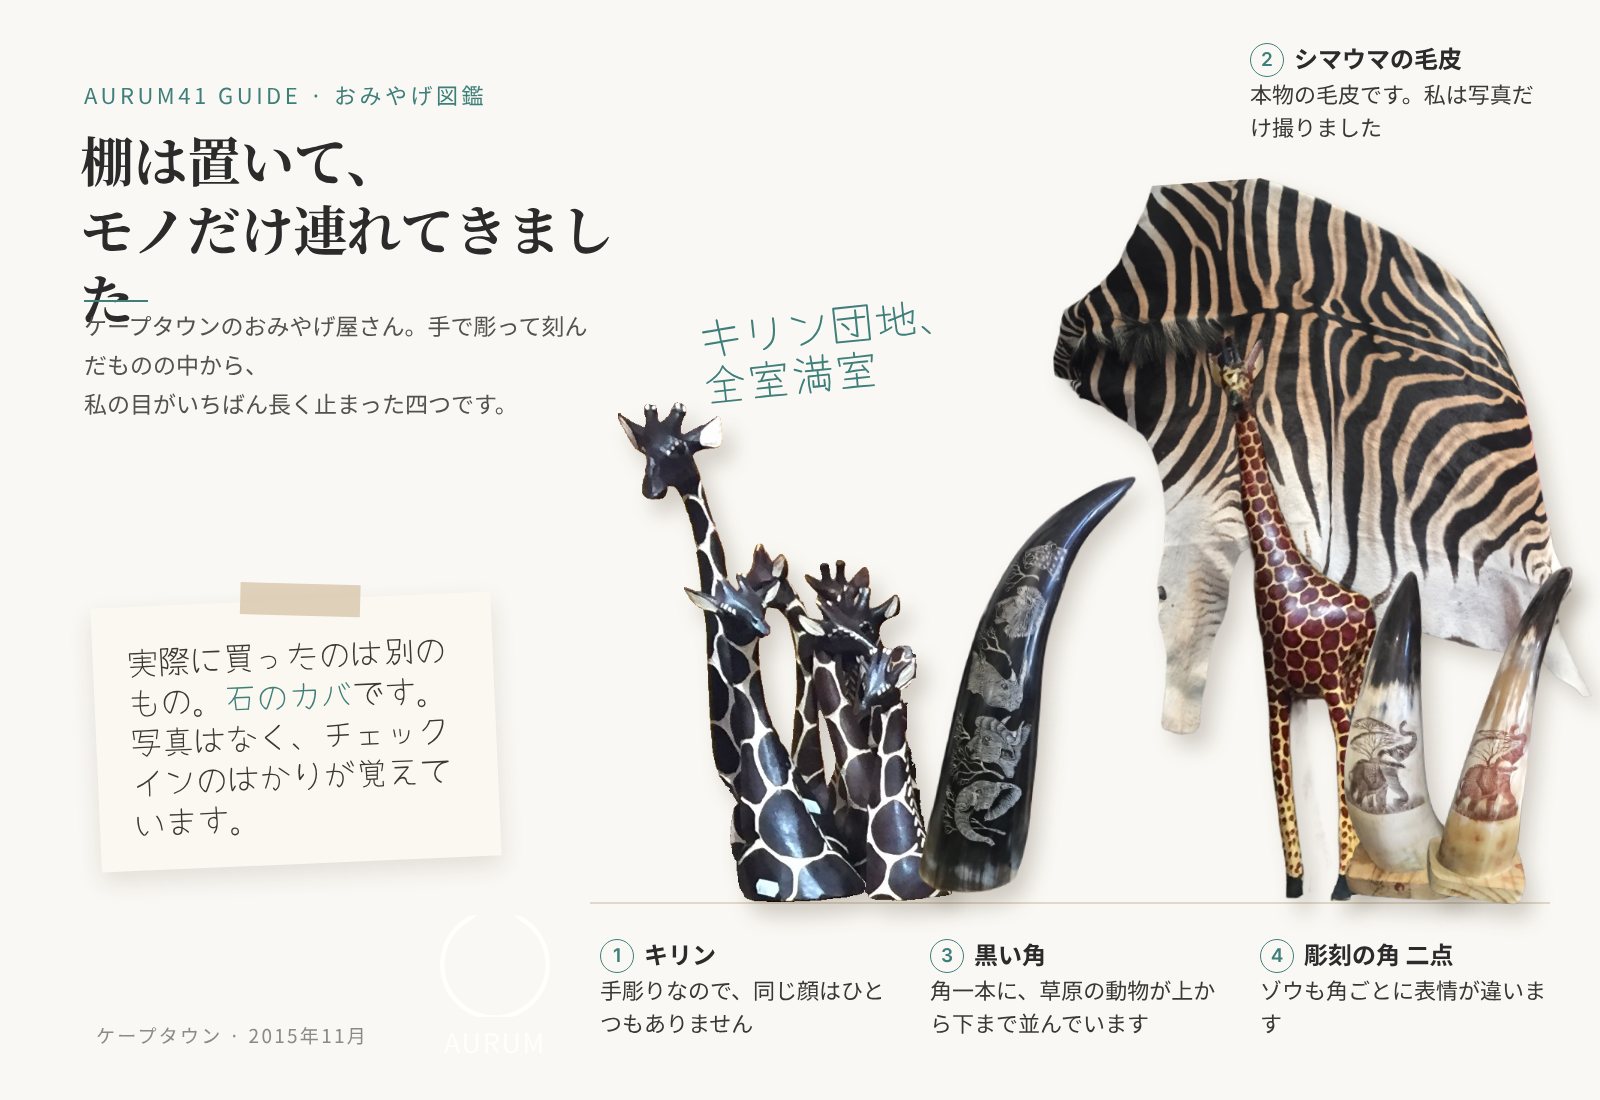 AURUM41 GUIDE · おみやげ図鑑
棚は置いて、
モノだけ連れてきまし
た
ケープタウンのおみやげ屋さん。手で彫って刻ん
だものの中から、
私の目がいちばん長く止まった四つです。
2 シマウマの毛皮
本物の毛皮です。私は写真だ
け撮りました
キリン団地、
全室満室
実際に買ったのは別の
もの。石のカバです。
写真はなく、チェック
インのはかりが覚えて
います。
1 キリン
手彫りなので、同じ顔はひと
つもありません
3 黒い角
角一本に、草原の動物が上か
ら下まで並んでいます
4 彫刻の角 二点
ゾウも角ごとに表情が違いま
す
ケープタウン · 2015年11月
AURUM